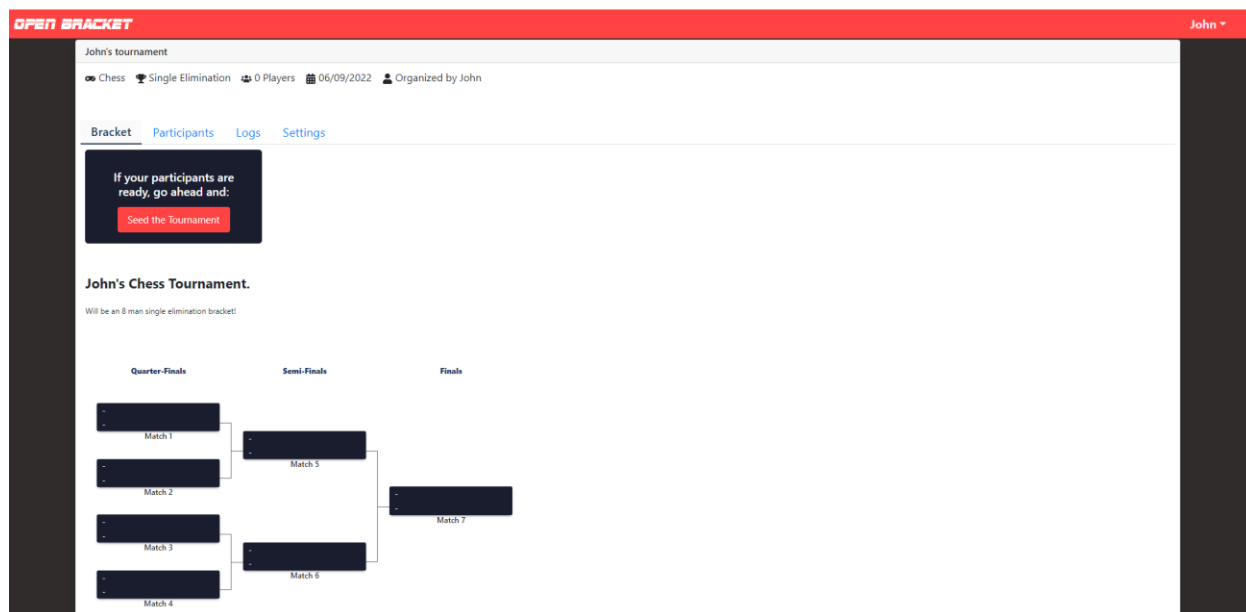 OPEN BRACKET
John
John's tournament
Chess Single Elimination 0 Players 06/09/2022 Organized by John
Bracket Participants Logs Settings
If your participants are
ready, go ahead and:
Seed the Tournament
John's Chess Tournament.
Will be an 8 man single elimination bracket!
Quarter-Finals Semi-Finals Finals
-
-
Match 1
-
-
Match 5
-
-
Match 2
-
-
Match 7
-
-
Match 3
-
-
Match 6
-
-
Match 4